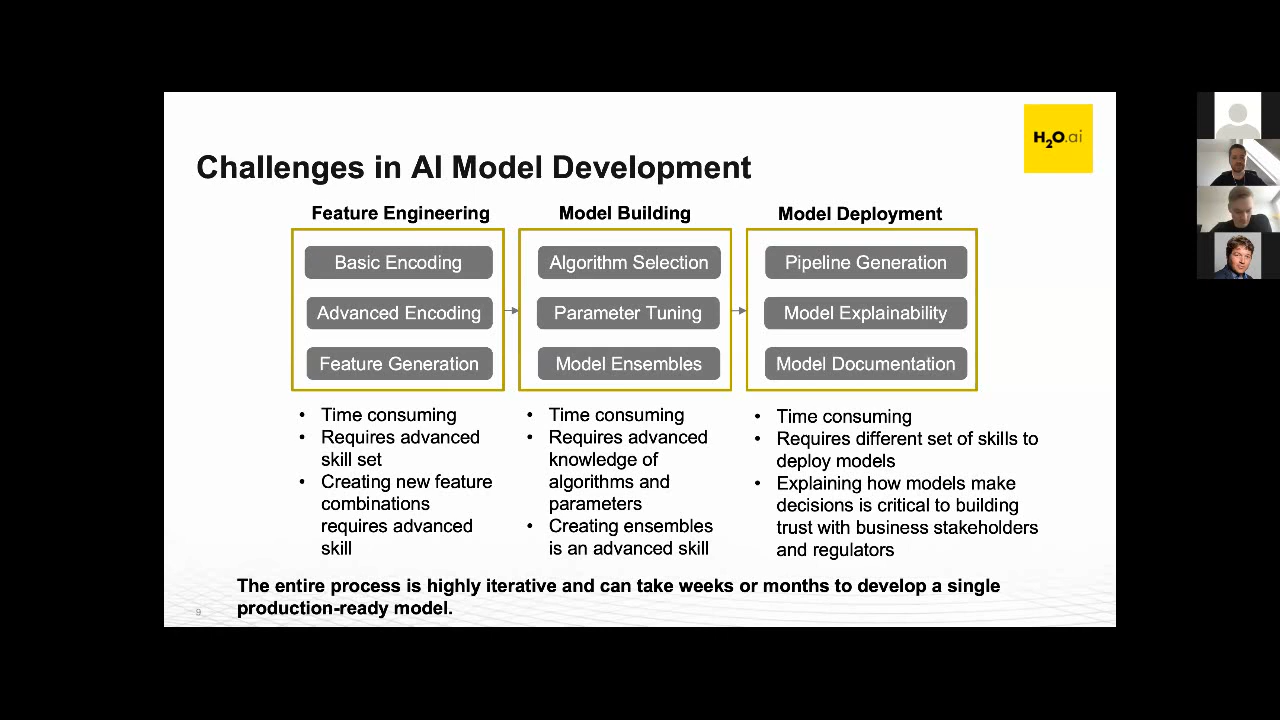 H2O.ai
Challenges in AI Model Development
Feature Engineering
Basic Encoding
Advanced Encoding
Feature Generation
• Time consuming
• Requires advanced
skill set
• Creating new feature
combinations
requires advanced
skill
Model Building
Algorithm Selection
Parameter Tuning
Model Ensembles
• Time consuming
• Requires advanced
knowledge of
algorithms and
parameters
• Creating ensembles
is an advanced skill
Model Deployment
Pipeline Generation
Model Explainability
Model Documentation
• Time consuming
• Requires different set of skills to
deploy models
• Explaining how models make
decisions is critical to building
trust with business stakeholders
and regulators
The entire process is highly iterative and can take weeks or months to develop a single
production-ready model.
9